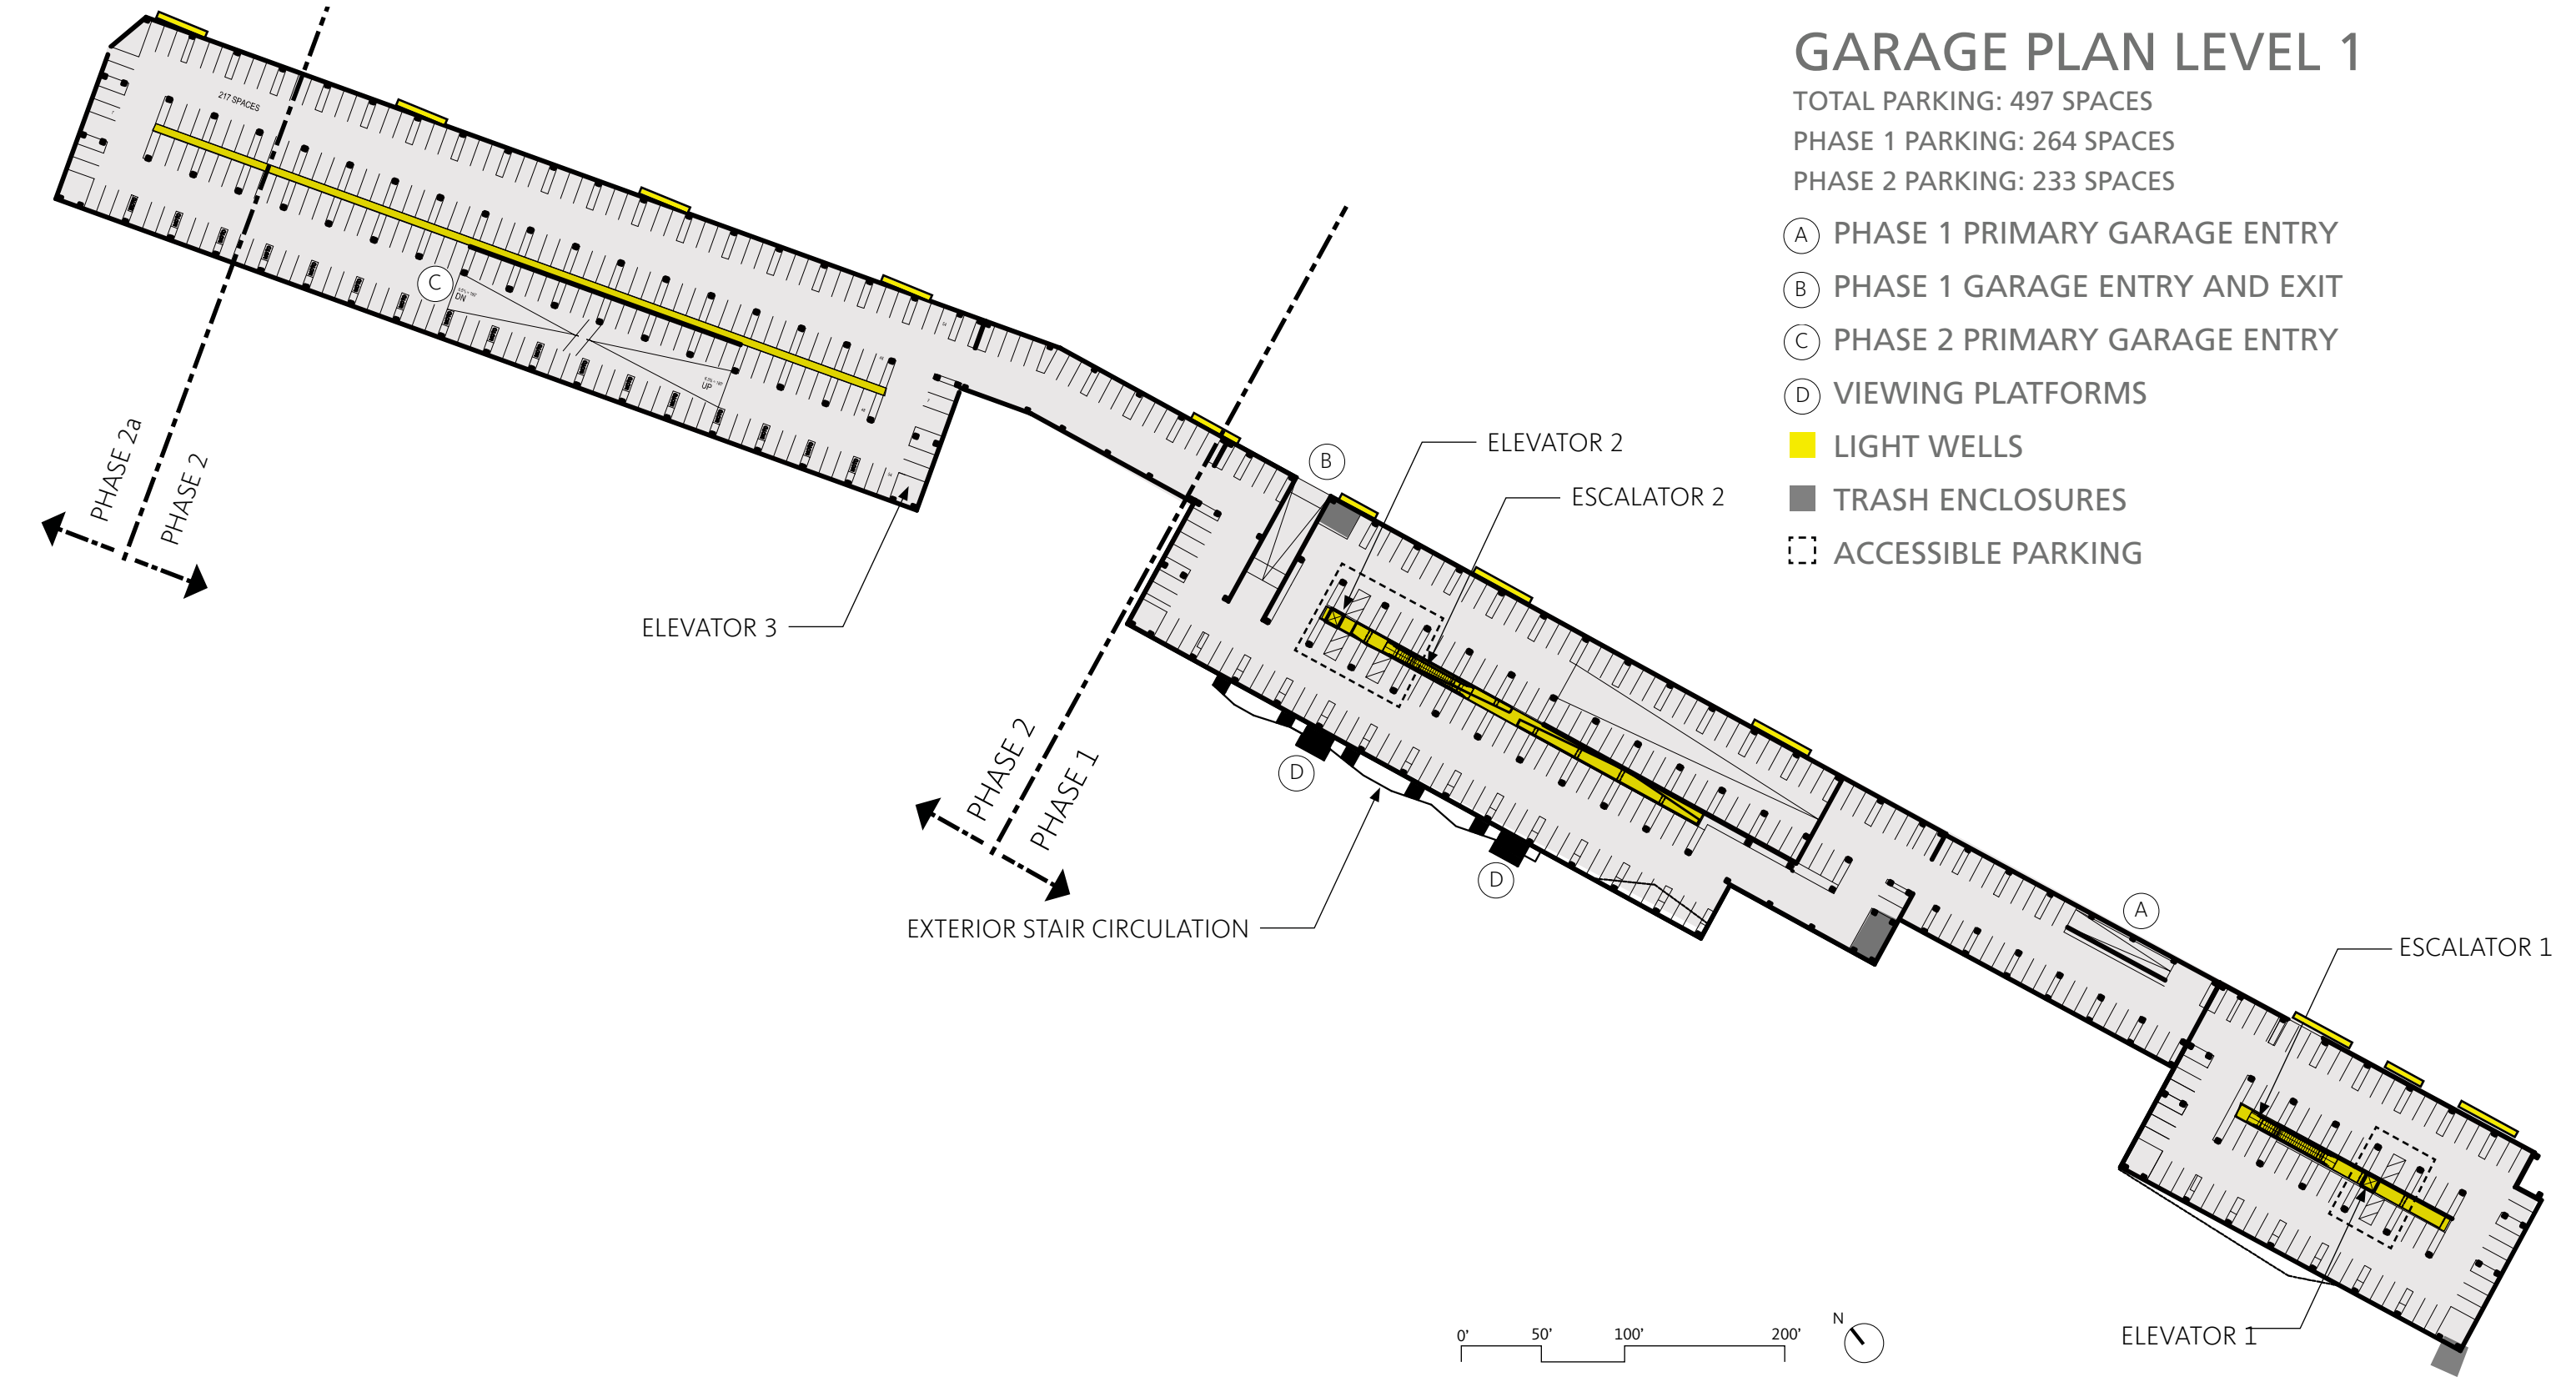 GARAGE PLAN LEVEL 1
TOTAL PARKING: 497 SPACES
PHASE 1 PARKING: 264 SPACES
PHASE 2 PARKING: 233 SPACES
A PHASE 1 PRIMARY GARAGE ENTRY
B PHASE 1 GARAGE ENTRY AND EXIT
C PHASE 2 PRIMARY GARAGE ENTRY
D VIEWING PLATFORMS
LIGHT WELLS
TRASH ENCLOSURES
ACCESSIBLE PARKING
217 SPACES
C
DN
UP
PHASE 2a
PHASE 2
ELEVATOR 3
B
ELEVATOR 2
ESCALATOR 2
PHASE 2
PHASE 1
D
D
EXTERIOR STAIR CIRCULATION
A
ESCALATOR 1
ELEVATOR 1
0' 50' 100' 200'
N